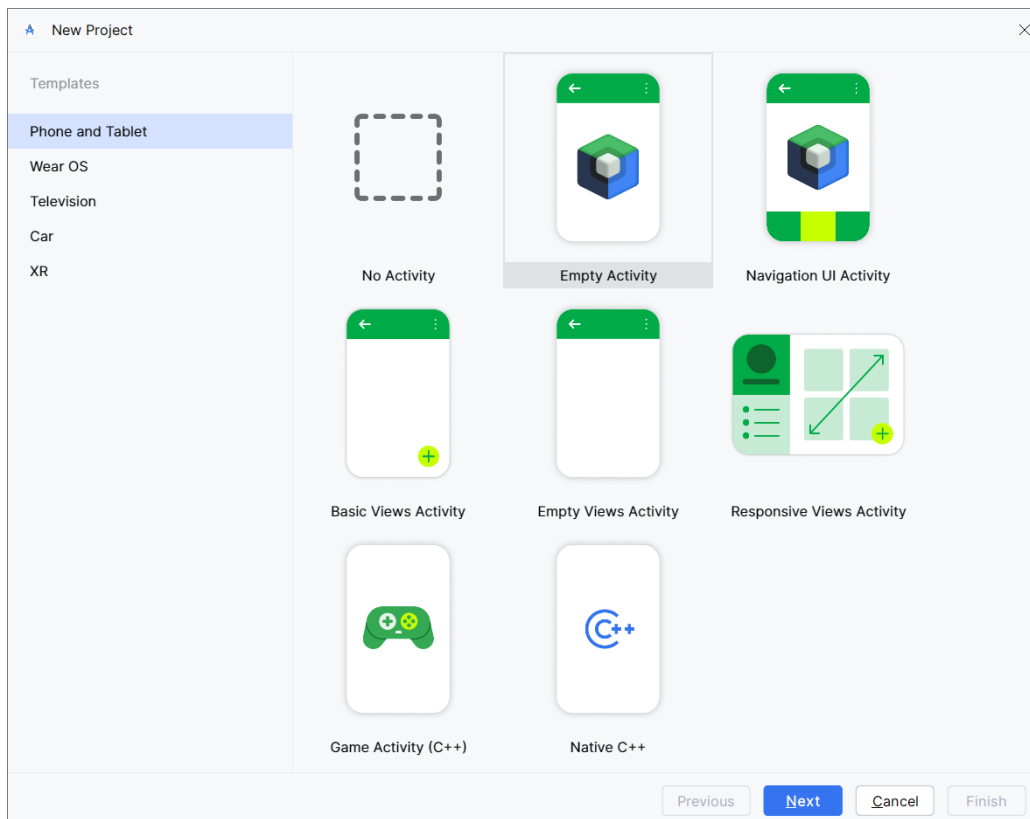 New Project
Templates
Phone and Tablet
Wear OS
Television
Car
XR
No Activity
Empty Activity
Navigation UI Activity
Basic Views Activity
Empty Views Activity
Responsive Views Activity
C++
Game Activity (C++)
Native C++
Previous
Next
Cancel
Finish